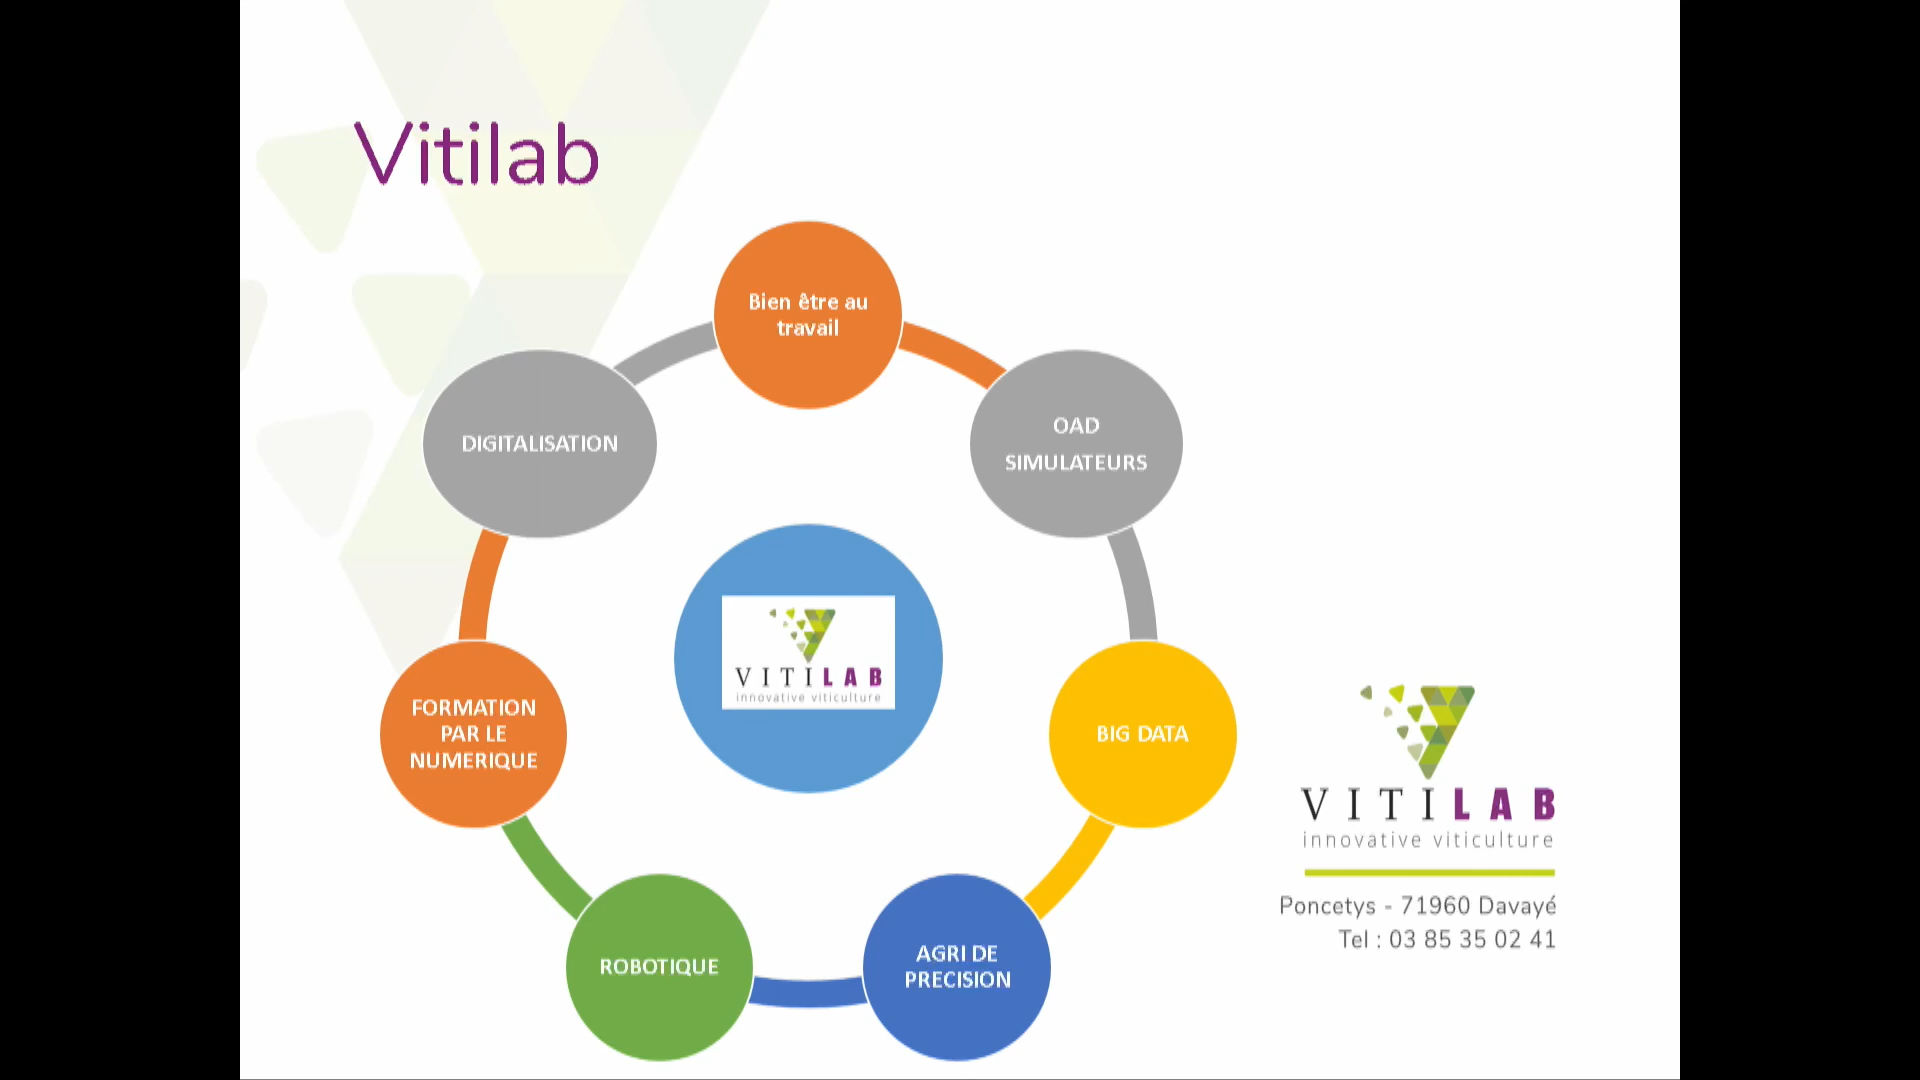 Vitilab
Bien être au
travail
DIGITALISATION
OAD
SIMULATEURS
VITILAB
innovative viticulture
FORMATION
PAR LE
NUMERIQUE
BIG DATA
ROBOTIQUE
AGRI DE
PRECISION
VITILAB
innovative viticulture
Poncetys - 71960 Davayé
Tel : 03 85 35 02 41